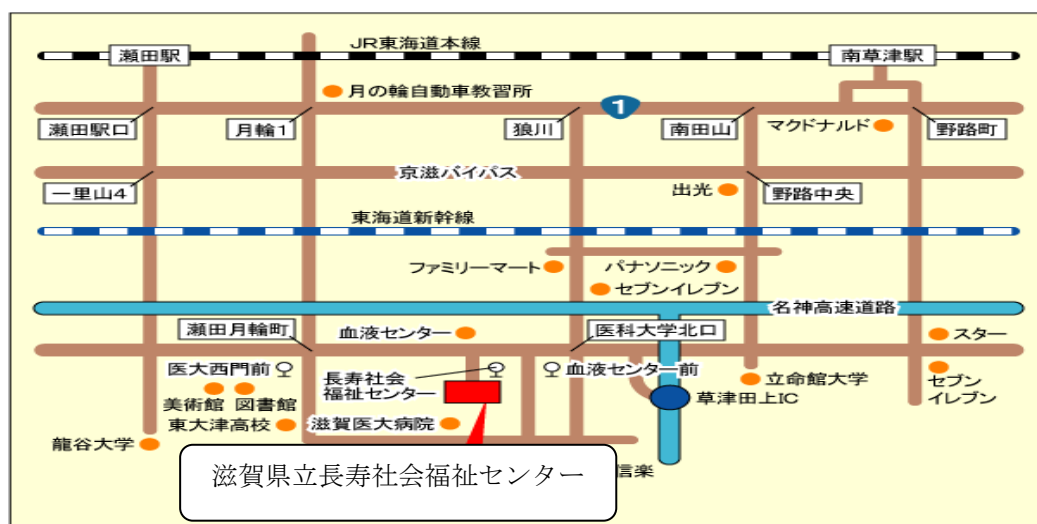 JR東海道本線
瀬田駅
南草津駅
月の輪自動車教習所
1
瀬田駅口
月輪1
狼川
南田山
マクドナルド
野路町
京滋バイパス
一里山4
出光
野路中央
東海道新幹線
ファミリーマート
パナソニック
セブンイレブン
名神高速道路
瀬田月輪町
血液センター
医科大学北口
スター
医大西門前
長寿社会
福祉センター
血液センター前
立命館大学
セブン
イレブン
美術館
図書館
草津田上IC
東大津高校
滋賀医大病院
龍谷大学
信楽
滋賀県立長寿社会福祉センター